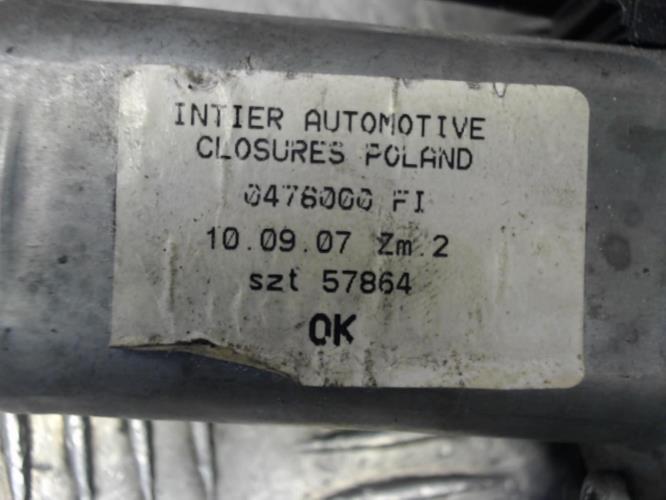 INTIER AUTOMOTIVE
CLOSURES POLAND
0476000 FI
10.09.07 Zm.2
szt 57864
OK